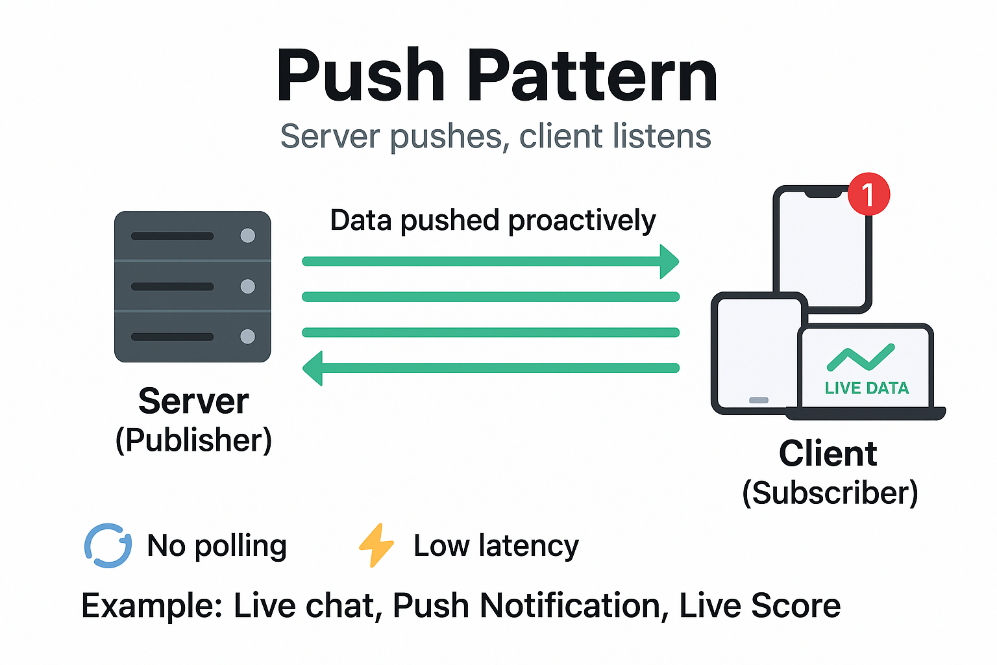 Push Pattern
Server pushes, client listens
Data pushed proactively
1
LIVE DATA
Server
(Publisher)
Client
(Subscriber)
No polling
Low latency
Example: Live chat, Push Notification, Live Score